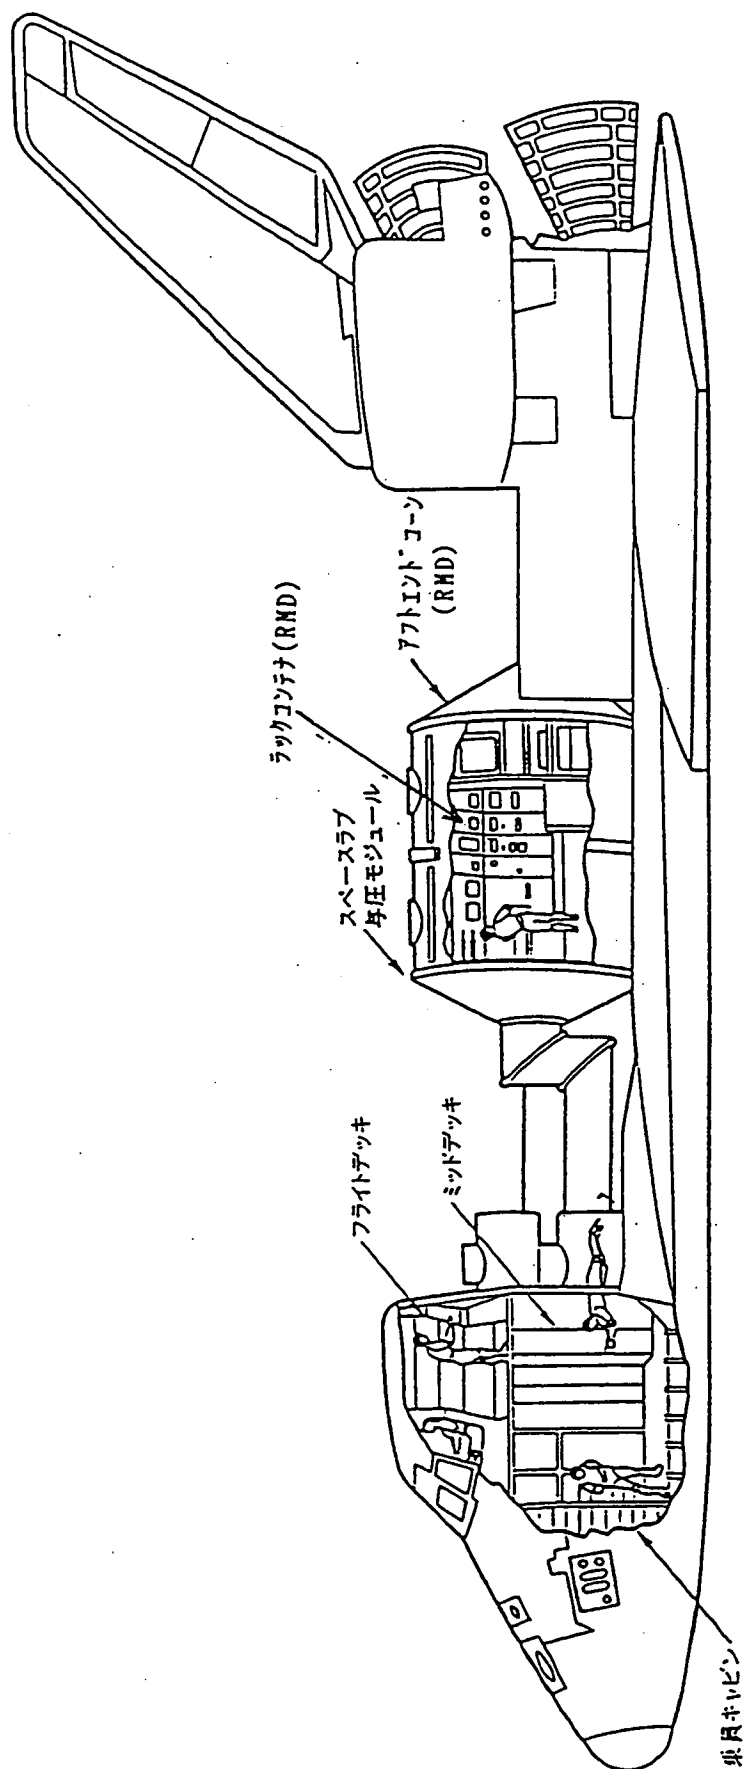 アフトエンドコーン
(RMD)
ラックコンテナ(RMD)
スペースラブ
与圧モジュール
フライトデッキ
ミッドデッキ
乗員キャビン